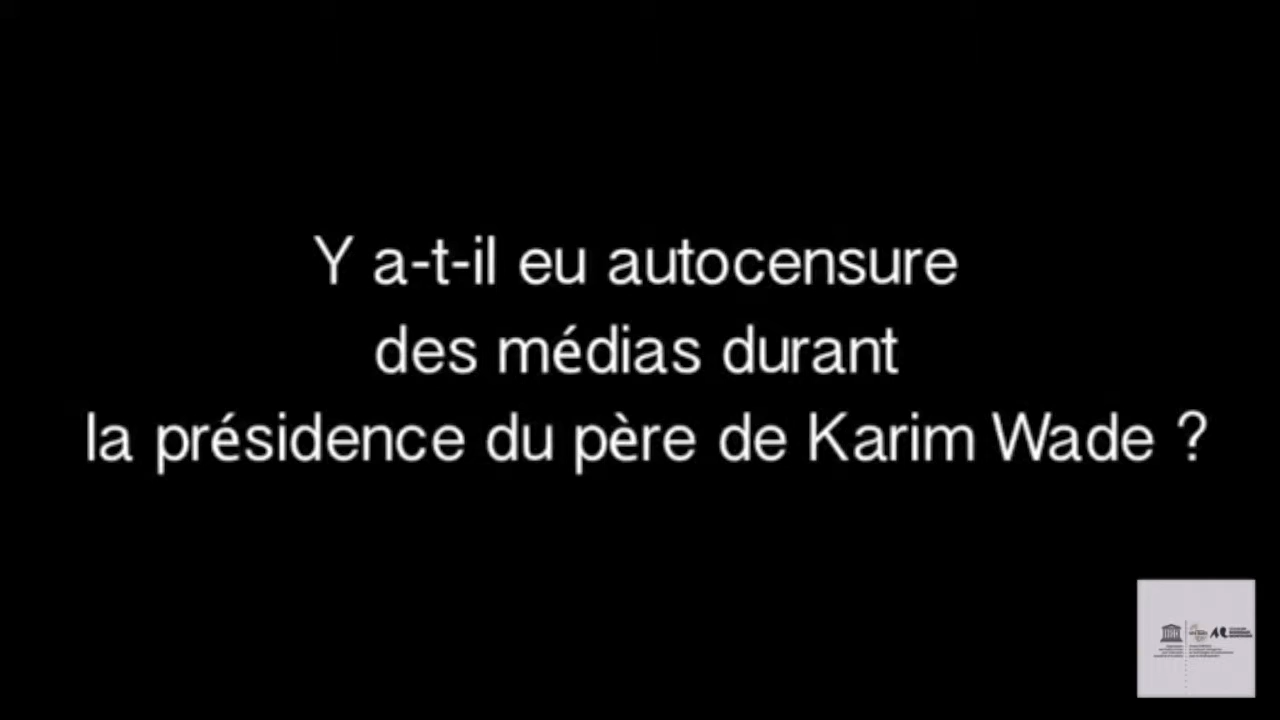 Y a-t-il eu autocensure
des médias durant
la présidence du père de Karim Wade ?